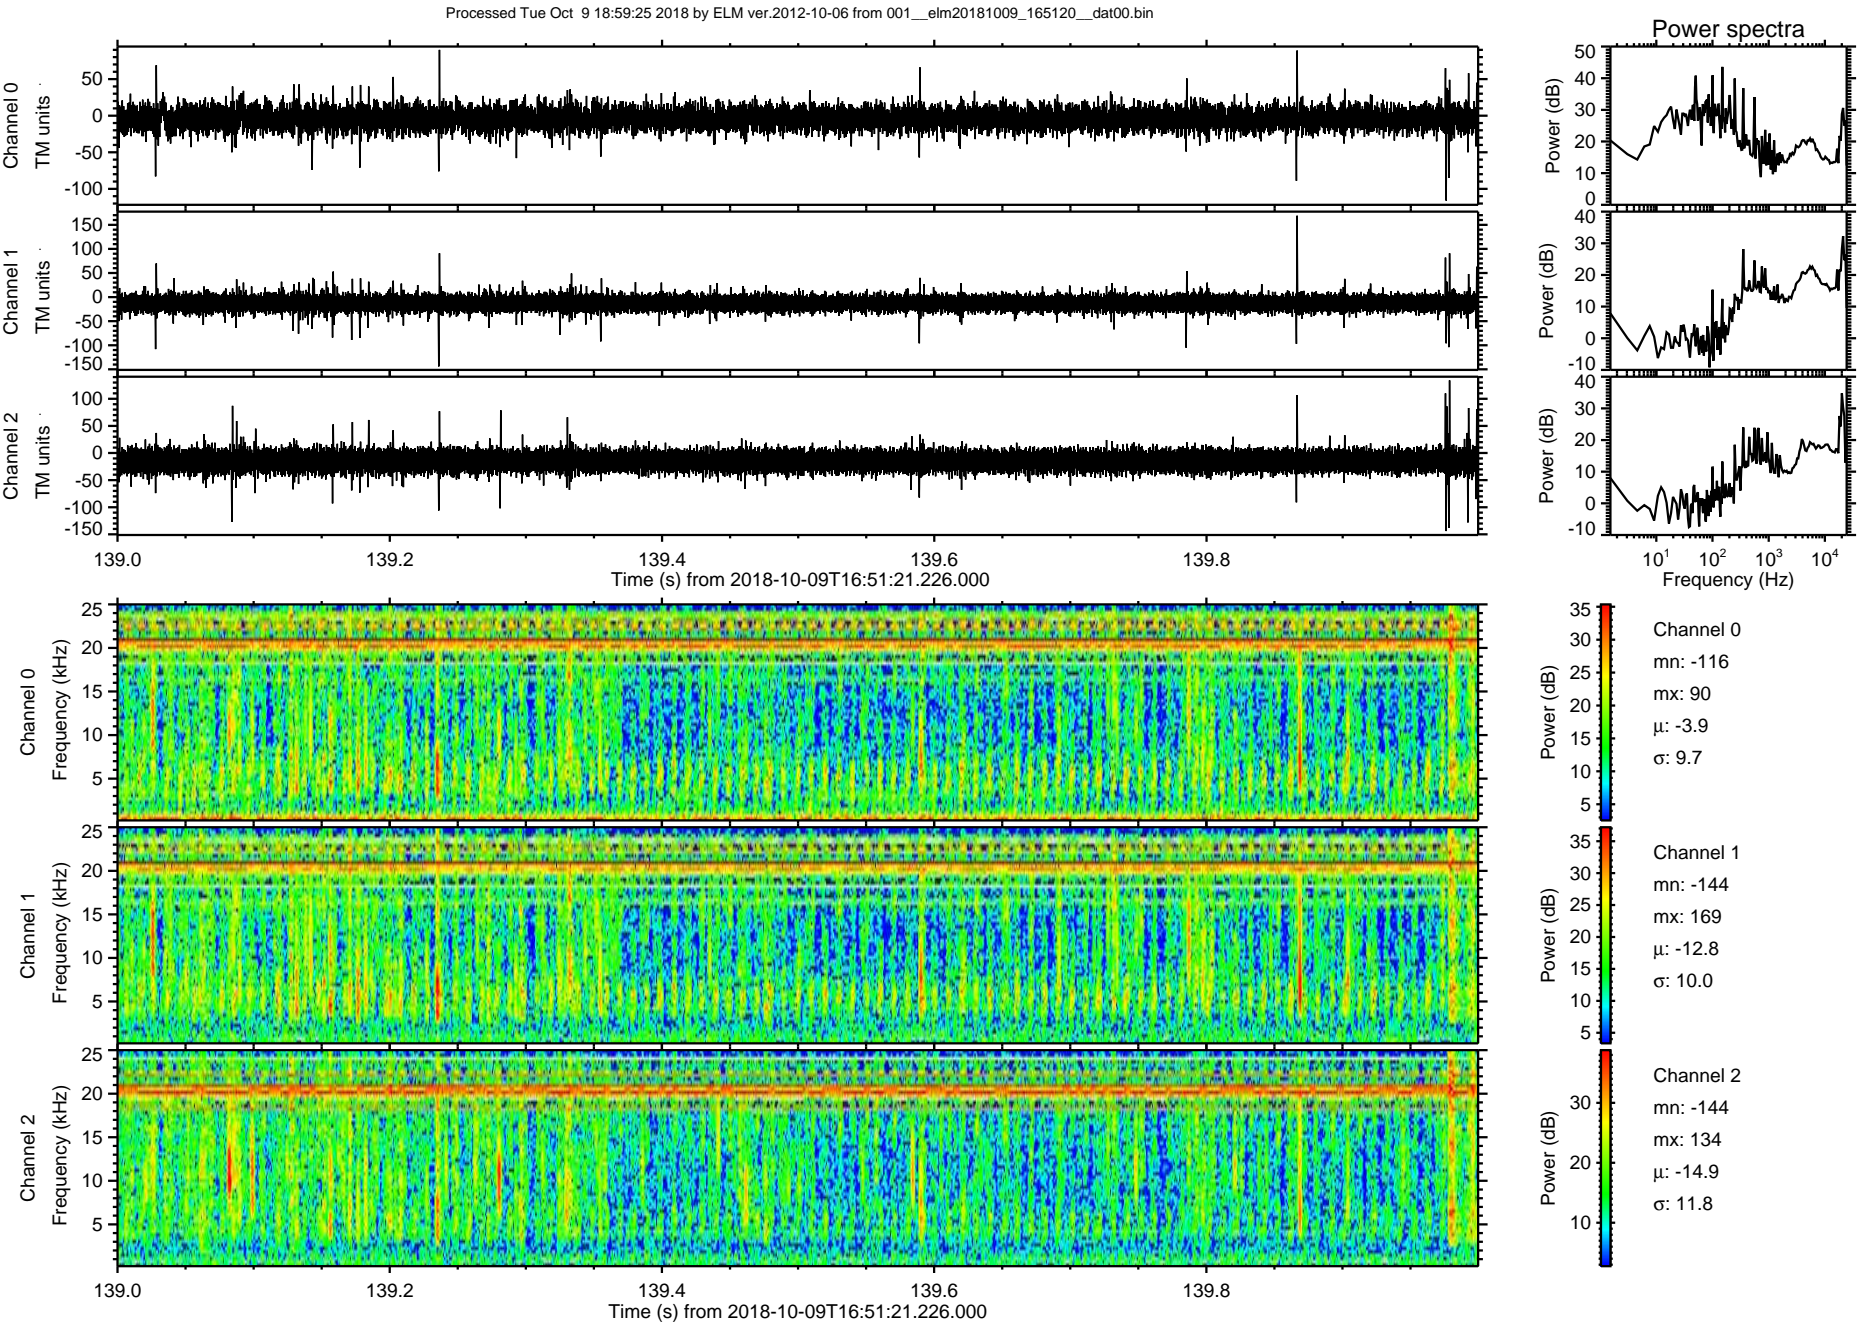 Processed Tue Oct  9 18:59:25 2018 by ELM ver.2012-10-06 from 001__elm20181009_165120__dat00.bin
Power spectra
Channel 0
TM units
50
0
-50
-100
Power (dB)
50
40
30
20
10
0
Channel 1
TM units
150
100
50
0
-50
-100
-150
Power (dB)
40
30
20
10
0
-10
Channel 2
TM units
100
50
0
-50
-100
-150
Power (dB)
40
30
20
10
0
-10
139.0 139.2 139.4 139.6 139.8
Time (s) from 2018-10-09T16:51:21.226.000
10^1 10^2 10^3 10^4
Frequency (Hz)
Channel 0
Frequency (kHz)
25
20
15
10
5
Power (dB)
35
30
25
20
15
10
5
Channel 0
mn: -116
mx: 90
μ: -3.9
σ: 9.7
Channel 1
Frequency (kHz)
25
20
15
10
5
Power (dB)
35
30
25
20
15
10
5
Channel 1
mn: -144
mx: 169
μ: -12.8
σ: 10.0
Channel 2
Frequency (kHz)
25
20
15
10
5
Power (dB)
30
20
10
Channel 2
mn: -144
mx: 134
μ: -14.9
σ: 11.8
139.0 139.2 139.4 139.6 139.8
Time (s) from 2018-10-09T16:51:21.226.000